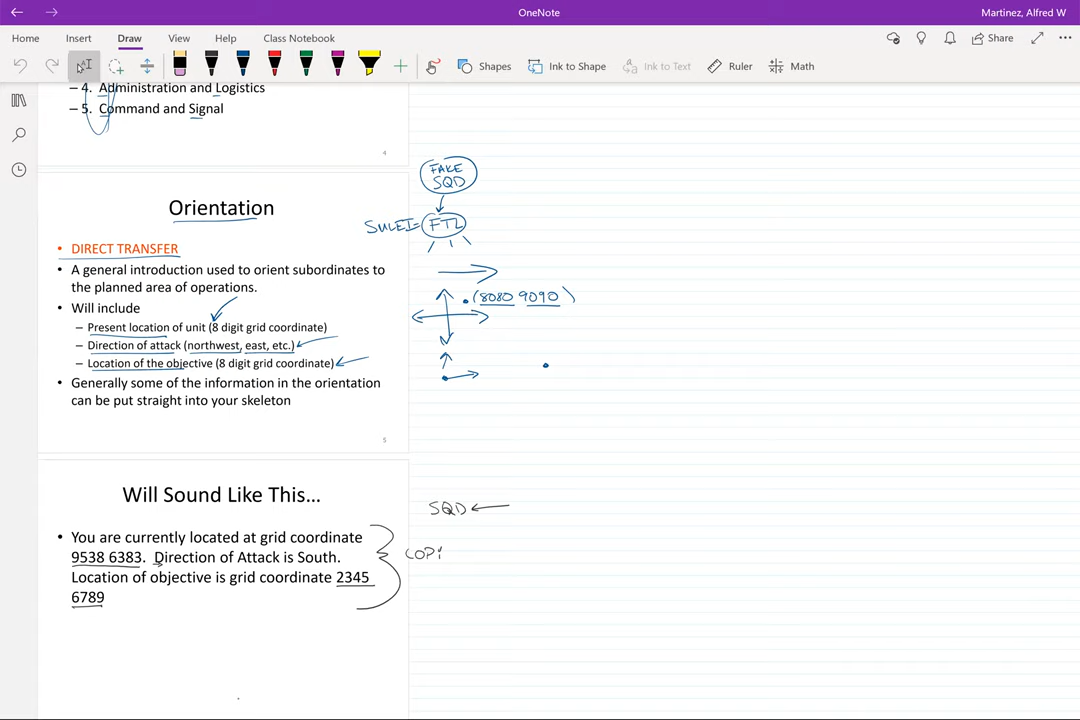 OneNote
Martinez, Alfred W
Home Insert Draw View Help Class Notebook
Share
Shapes Ink to Shape Ink to Text Ruler Math
– 4. Administration and Logistics
– 5. Command and Signal
4
FAKE
SQD
Orientation
FTL
• DIRECT TRANSFER
• A general introduction used to orient subordinates to
the planned area of operations.
(8080 9090)
• Will include
– Present location of unit (8 digit grid coordinate)
– Direction of attack (northwest, east, etc.)
– Location of the objective (8 digit grid coordinate)
• Generally some of the information in the orientation
can be put straight into your skeleton
5
Will Sound Like This...
SQD
• You are currently located at grid coordinate
9538 6383. Direction of Attack is South.
COPY
Location of objective is grid coordinate 2345
6789